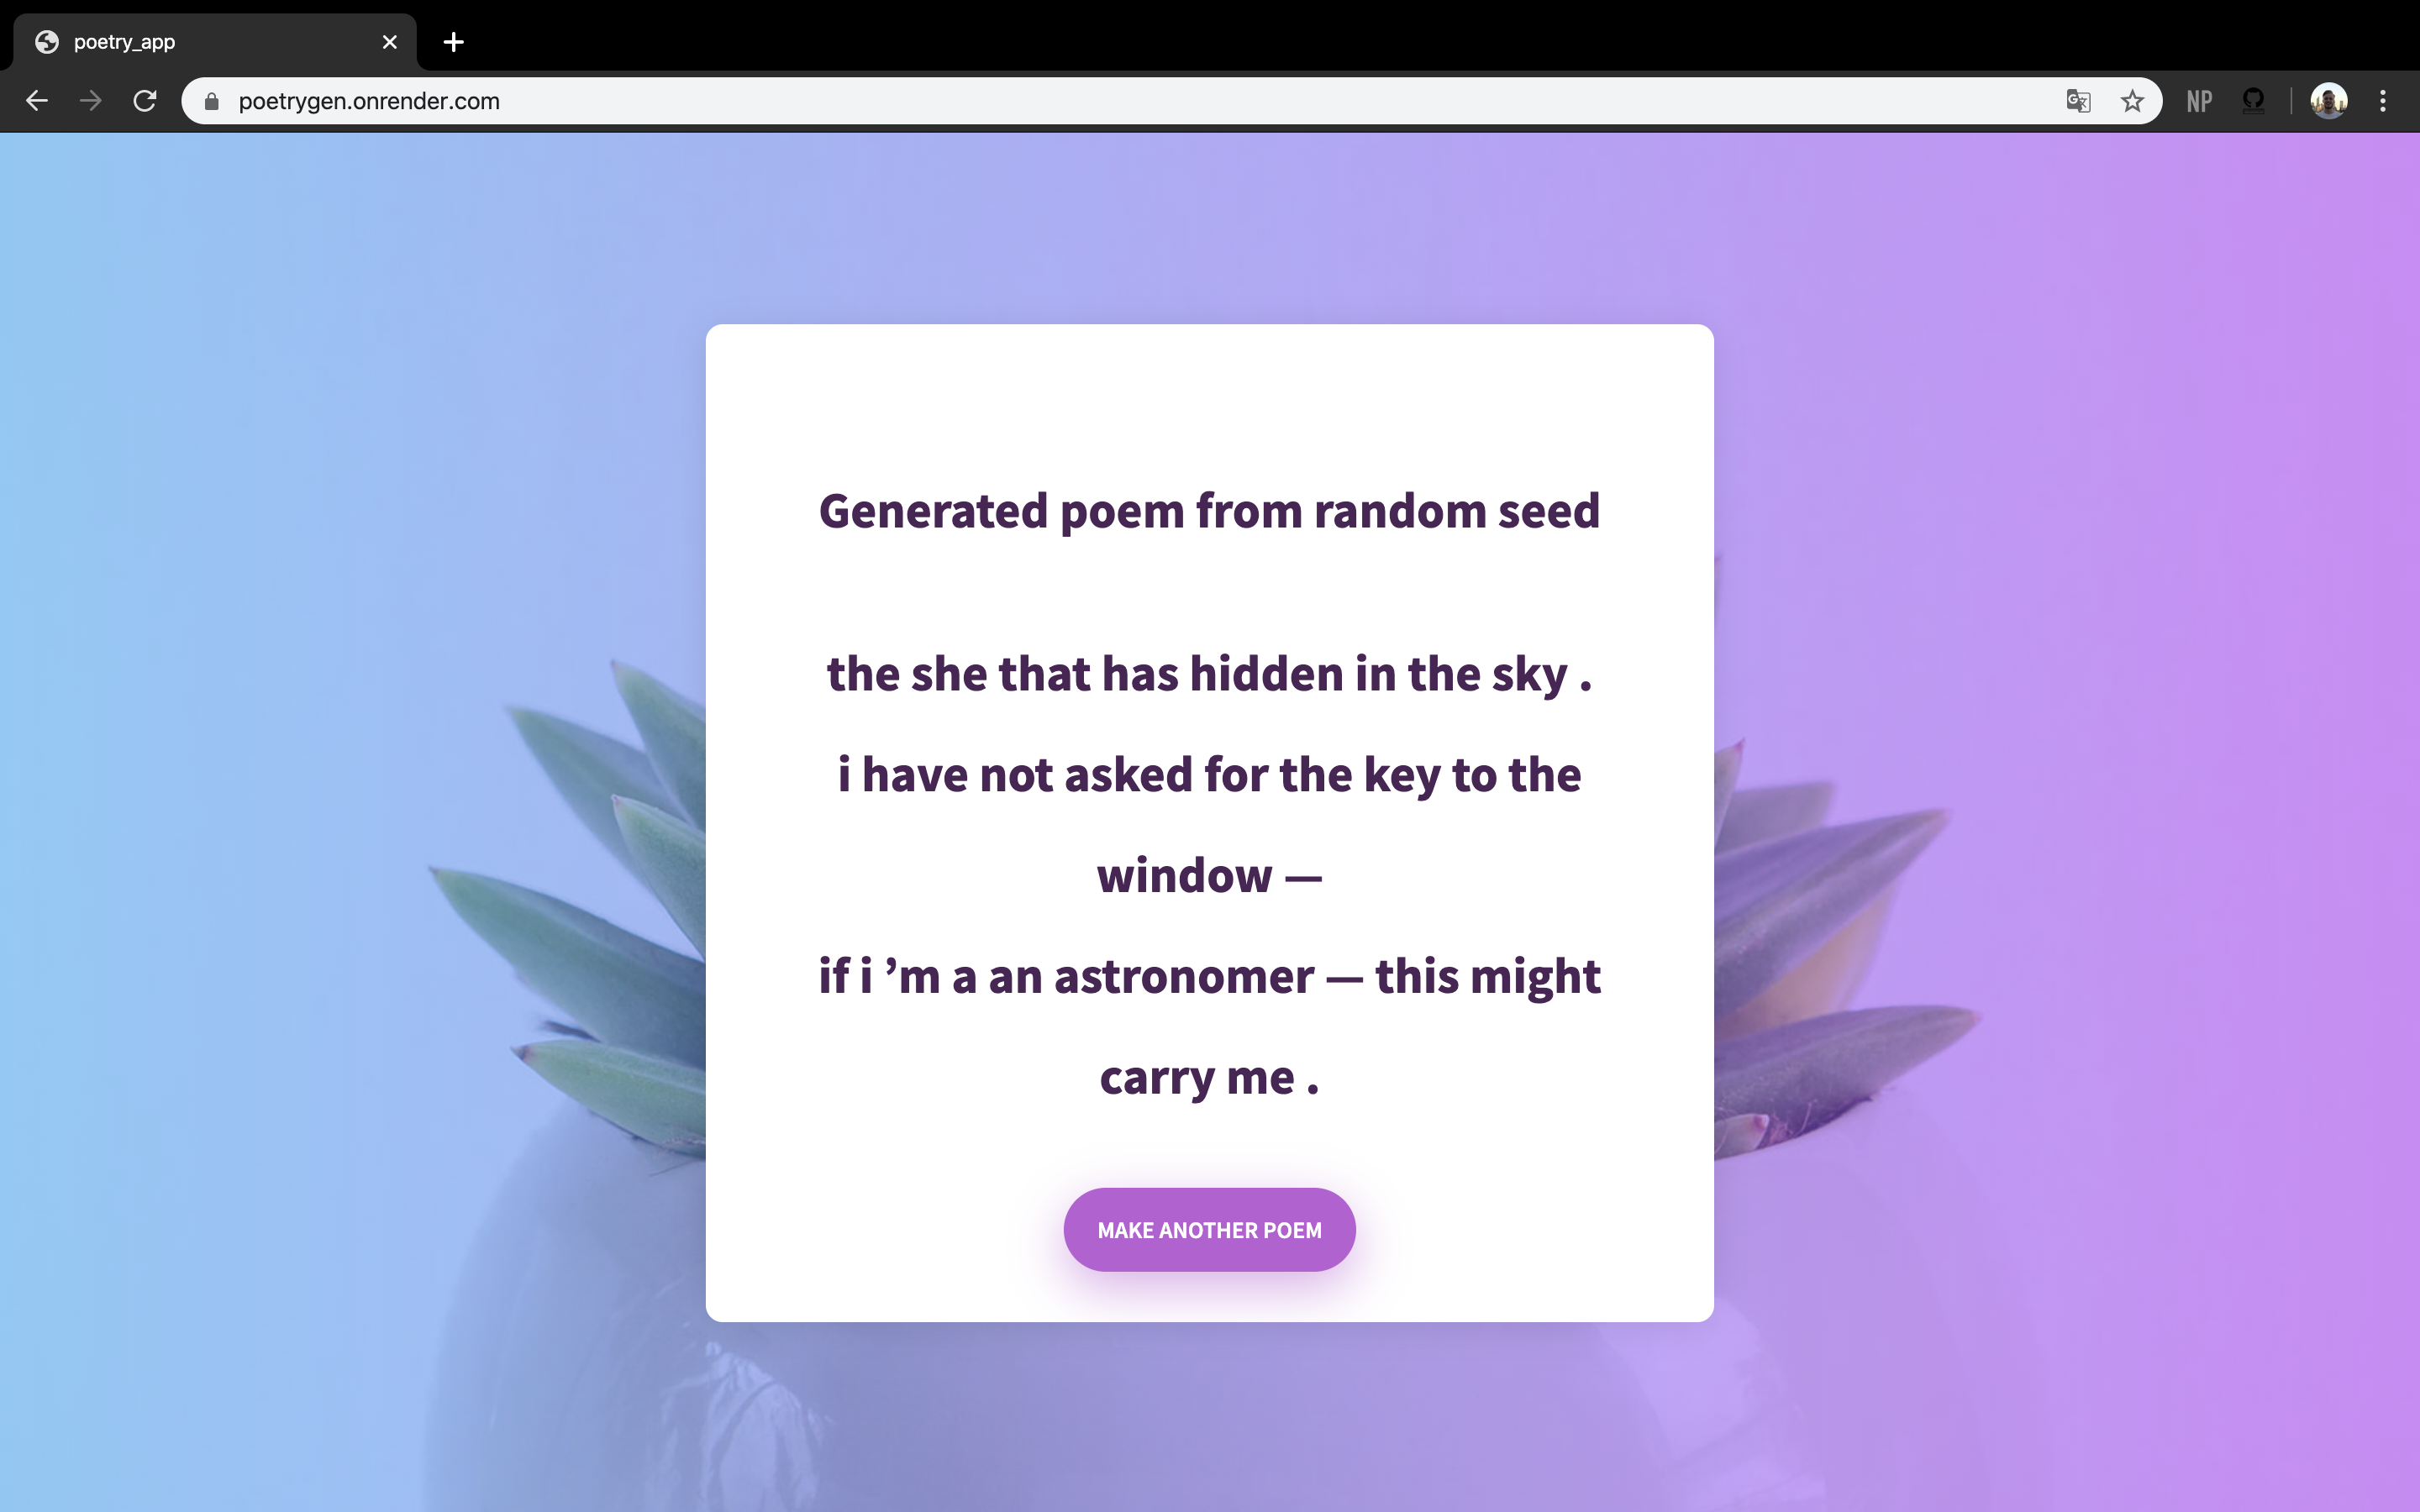 poetry_app
poetrygen.onrender.com
NP
Generated poem from random seed
the she that has hidden in the sky .
i have not asked for the key to the
window —
if i ’m a an astronomer — this might
carry me .
MAKE ANOTHER POEM